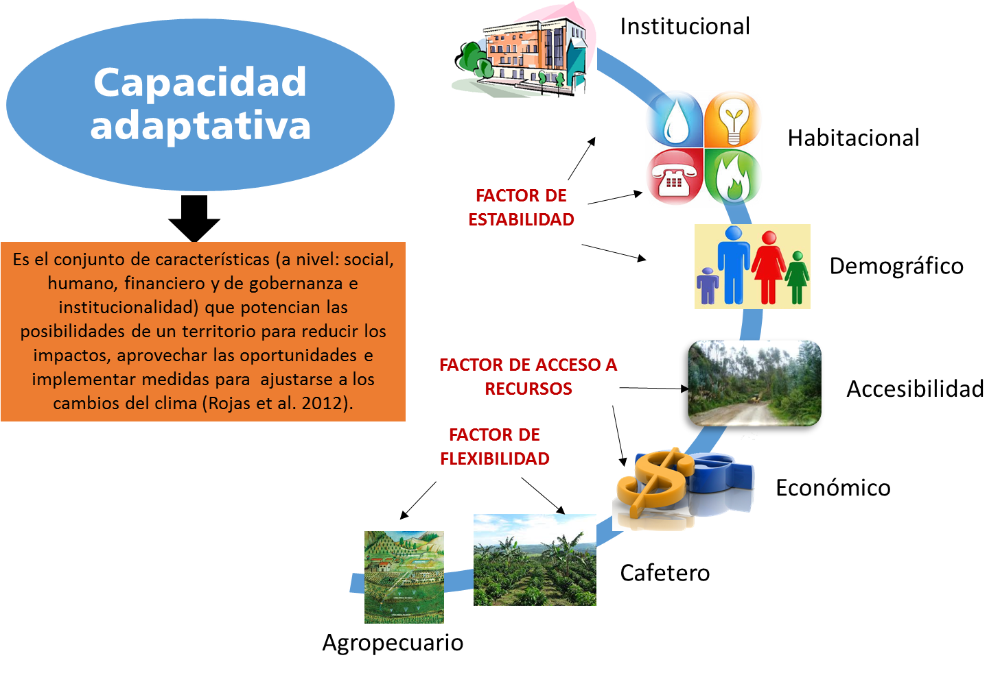 Capacidad
adaptativa
Es el conjunto de características (a nivel: social,
humano, financiero y de gobernanza e
institucionalidad) que potencian las
posibilidades de un territorio para reducir los
impactos, aprovechar las oportunidades e
implementar medidas para  ajustarse a los
cambios del clima (Rojas et al. 2012).
Institucional
Habitacional
FACTOR DE
ESTABILIDAD
Demográfico
FACTOR DE ACCESO A
RECURSOS
Accesibilidad
FACTOR DE
FLEXIBILIDAD
Económico
Cafetero
Agropecuario